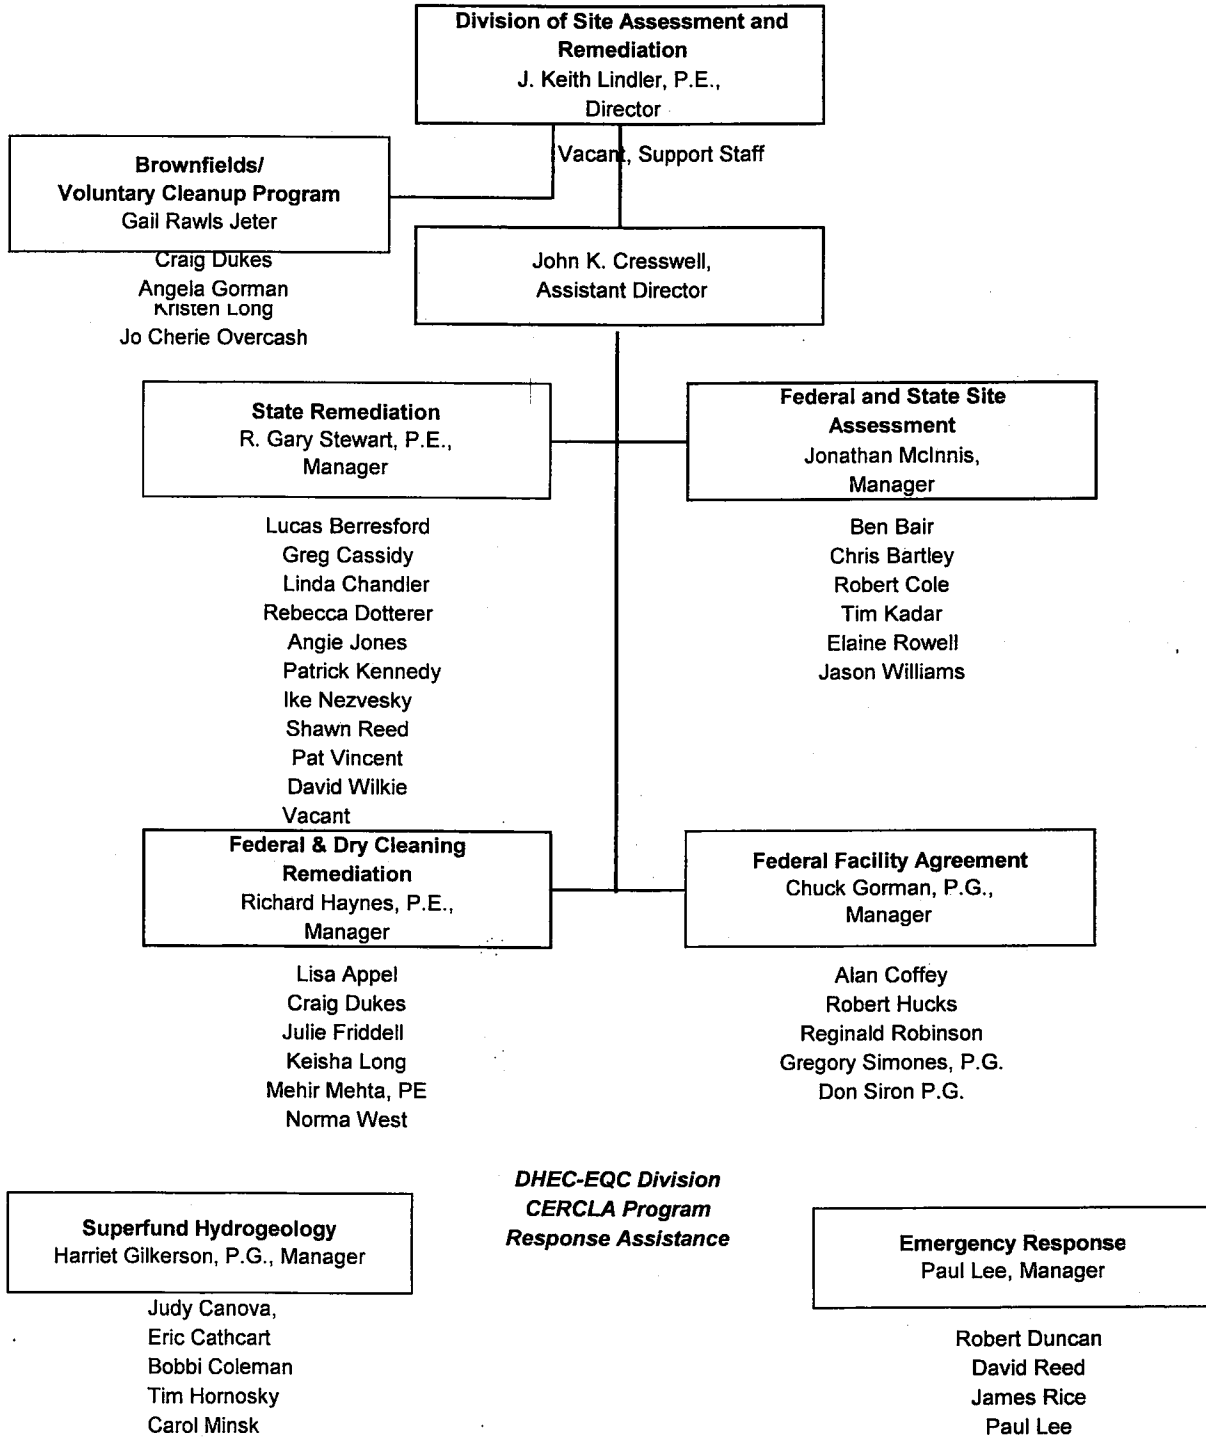 Division of Site Assessment and
Remediation
J. Keith Lindler, P.E.,
Director
Vacant, Support Staff
Brownfields/
Voluntary Cleanup Program
Gail Rawls Jeter
Craig Dukes
Angela Gorman
Kristen Long
Jo Cherie Overcash
John K. Cresswell,
Assistant Director
State Remediation
R. Gary Stewart, P.E.,
Manager
Lucas Berresford
Greg Cassidy
Linda Chandler
Rebecca Dotterer
Angie Jones
Patrick Kennedy
Ike Nezvesky
Shawn Reed
Pat Vincent
David Wilkie
Vacant
Federal and State Site
Assessment
Jonathan McInnis,
Manager
Ben Bair
Chris Bartley
Robert Cole
Tim Kadar
Elaine Rowell
Jason Williams
Federal & Dry Cleaning
Remediation
Richard Haynes, P.E.,
Manager
Lisa Appel
Craig Dukes
Julie Friddell
Keisha Long
Mehir Mehta, PE
Norma West
Federal Facility Agreement
Chuck Gorman, P.G.,
Manager
Alan Coffey
Robert Hucks
Reginald Robinson
Gregory Simones, P.G.
Don Siron P.G.
DHEC-EQC Division
CERCLA Program
Response Assistance
Superfund Hydrogeology
Harriet Gilkerson, P.G., Manager
Judy Canova,
Eric Cathcart
Bobbi Coleman
Tim Hornosky
Carol Minsk
Emergency Response
Paul Lee, Manager
Robert Duncan
David Reed
James Rice
Paul Lee